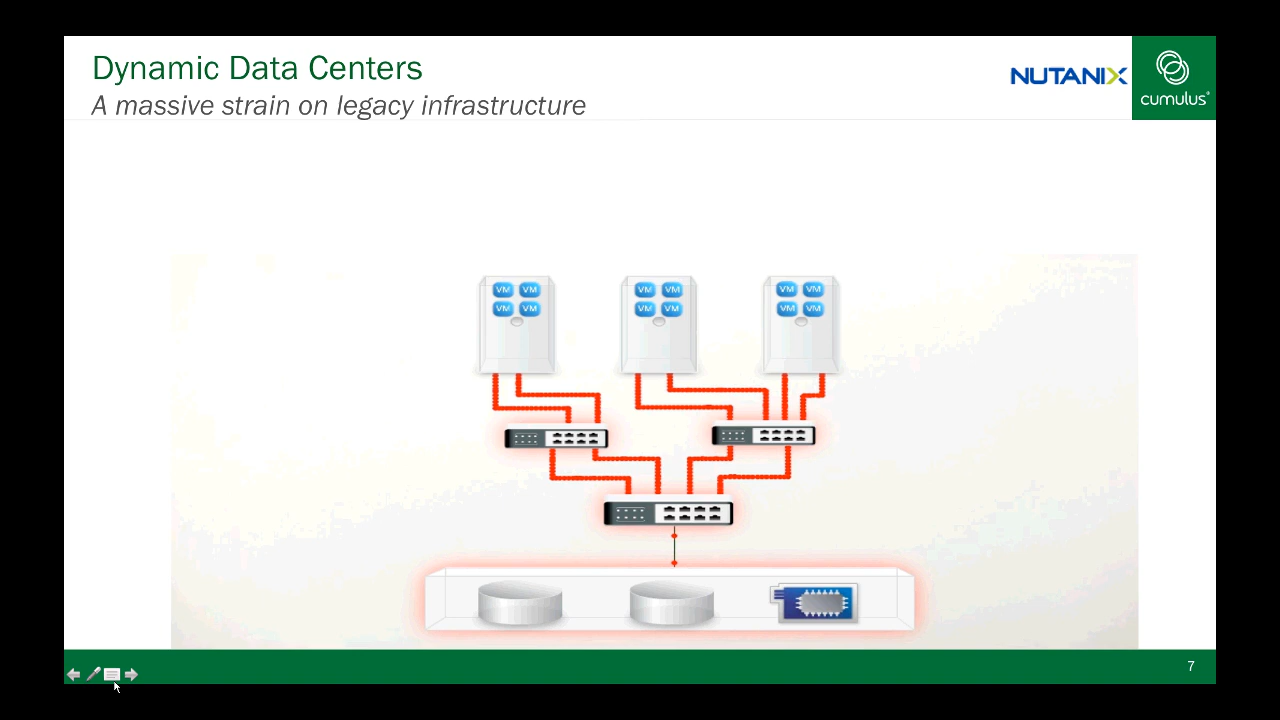 Dynamic Data Centers
A massive strain on legacy infrastructure
NUTANIX
cumulus®
VM VM VM VM VM VM
VM VM VM VM VM VM
7